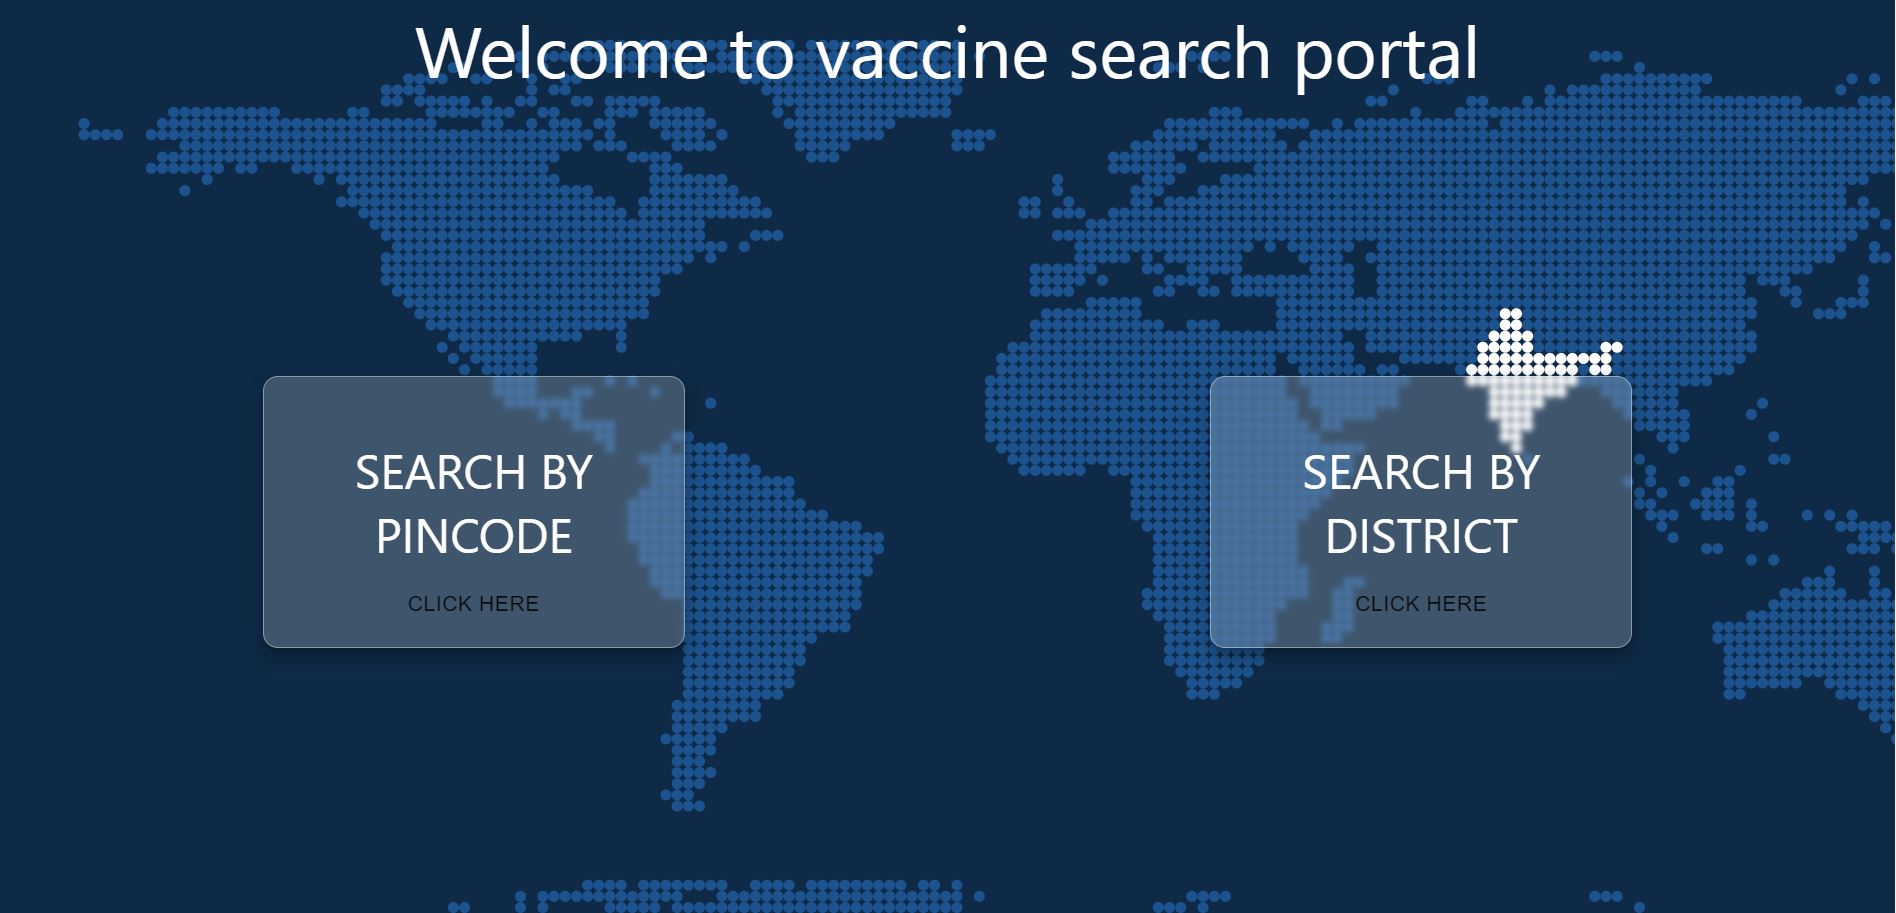 Welcome to vaccine search portal
SEARCH BY
PINCODE
CLICK HERE
SEARCH BY
DISTRICT
CLICK HERE